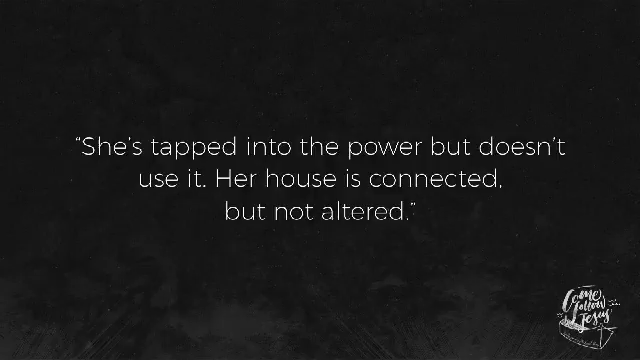 “She’s tapped into the power but doesn’t
use it. Her house is connected,
but not altered.”
Come
Follow
Jesus